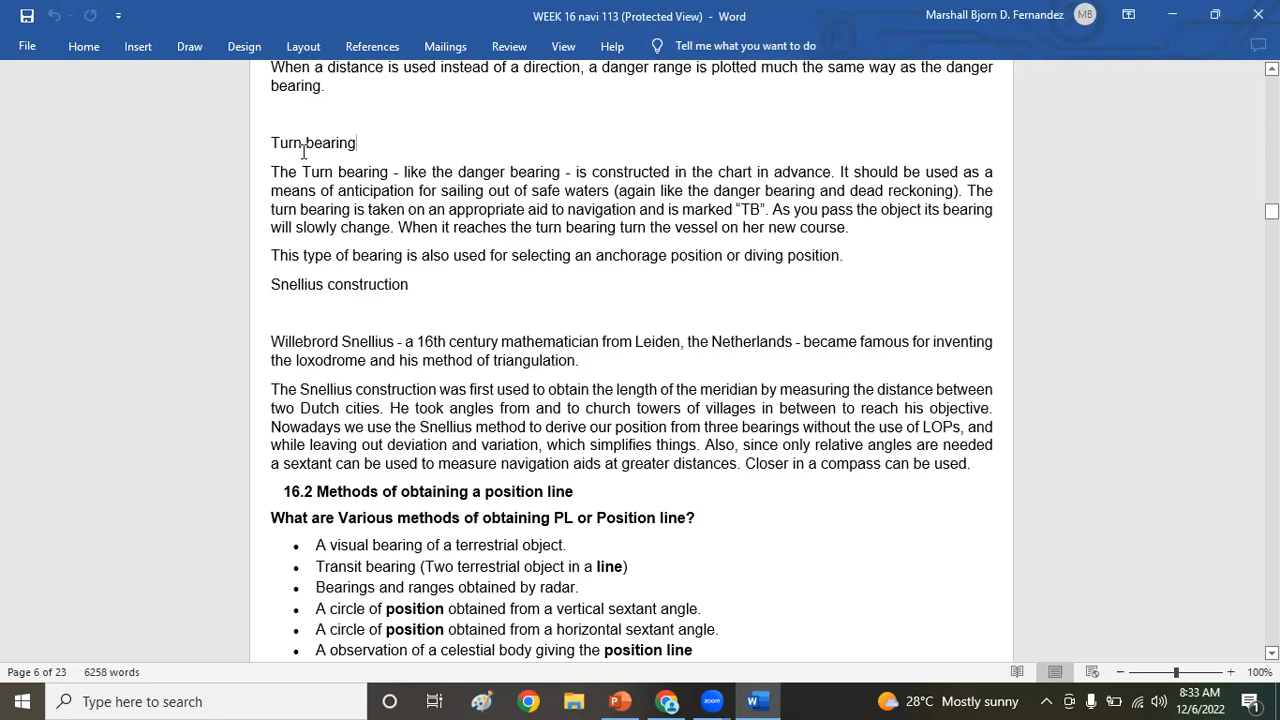 WEEK 16 navi 113 (Protected View) - Word
Marshall Bjorn D. Fernandez MB
File Home Insert Draw Design Layout References Mailings Review View Help Tell me what you want to do
When a distance is used instead of a direction, a danger range is plotted much the same way as the danger
bearing.
Turn bearing
The Turn bearing - like the danger bearing - is constructed in the chart in advance. It should be used as a
means of anticipation for sailing out of safe waters (again like the danger bearing and dead reckoning). The
turn bearing is taken on an appropriate aid to navigation and is marked “TB”. As you pass the object its bearing
will slowly change. When it reaches the turn bearing turn the vessel on her new course.
This type of bearing is also used for selecting an anchorage position or diving position.
Snellius construction
Willebrord Snellius - a 16th century mathematician from Leiden, the Netherlands - became famous for inventing
the loxodrome and his method of triangulation.
The Snellius construction was first used to obtain the length of the meridian by measuring the distance between
two Dutch cities. He took angles from and to church towers of villages in between to reach his objective.
Nowadays we use the Snellius method to derive our position from three bearings without the use of LOPs, and
while leaving out deviation and variation, which simplifies things. Also, since only relative angles are needed
a sextant can be used to measure navigation aids at greater distances. Closer in a compass can be used.
16.2 Methods of obtaining a position line
What are Various methods of obtaining PL or Position line?
• A visual bearing of a terrestrial object.
• Transit bearing (Two terrestrial object in a line)
• Bearings and ranges obtained by radar.
• A circle of position obtained from a vertical sextant angle.
• A circle of position obtained from a horizontal sextant angle.
• A observation of a celestial body giving the position line
Page 6 of 23 6258 words 100%
Type here to search
zoom
28°C Mostly sunny
8:33 AM
12/6/2022
1